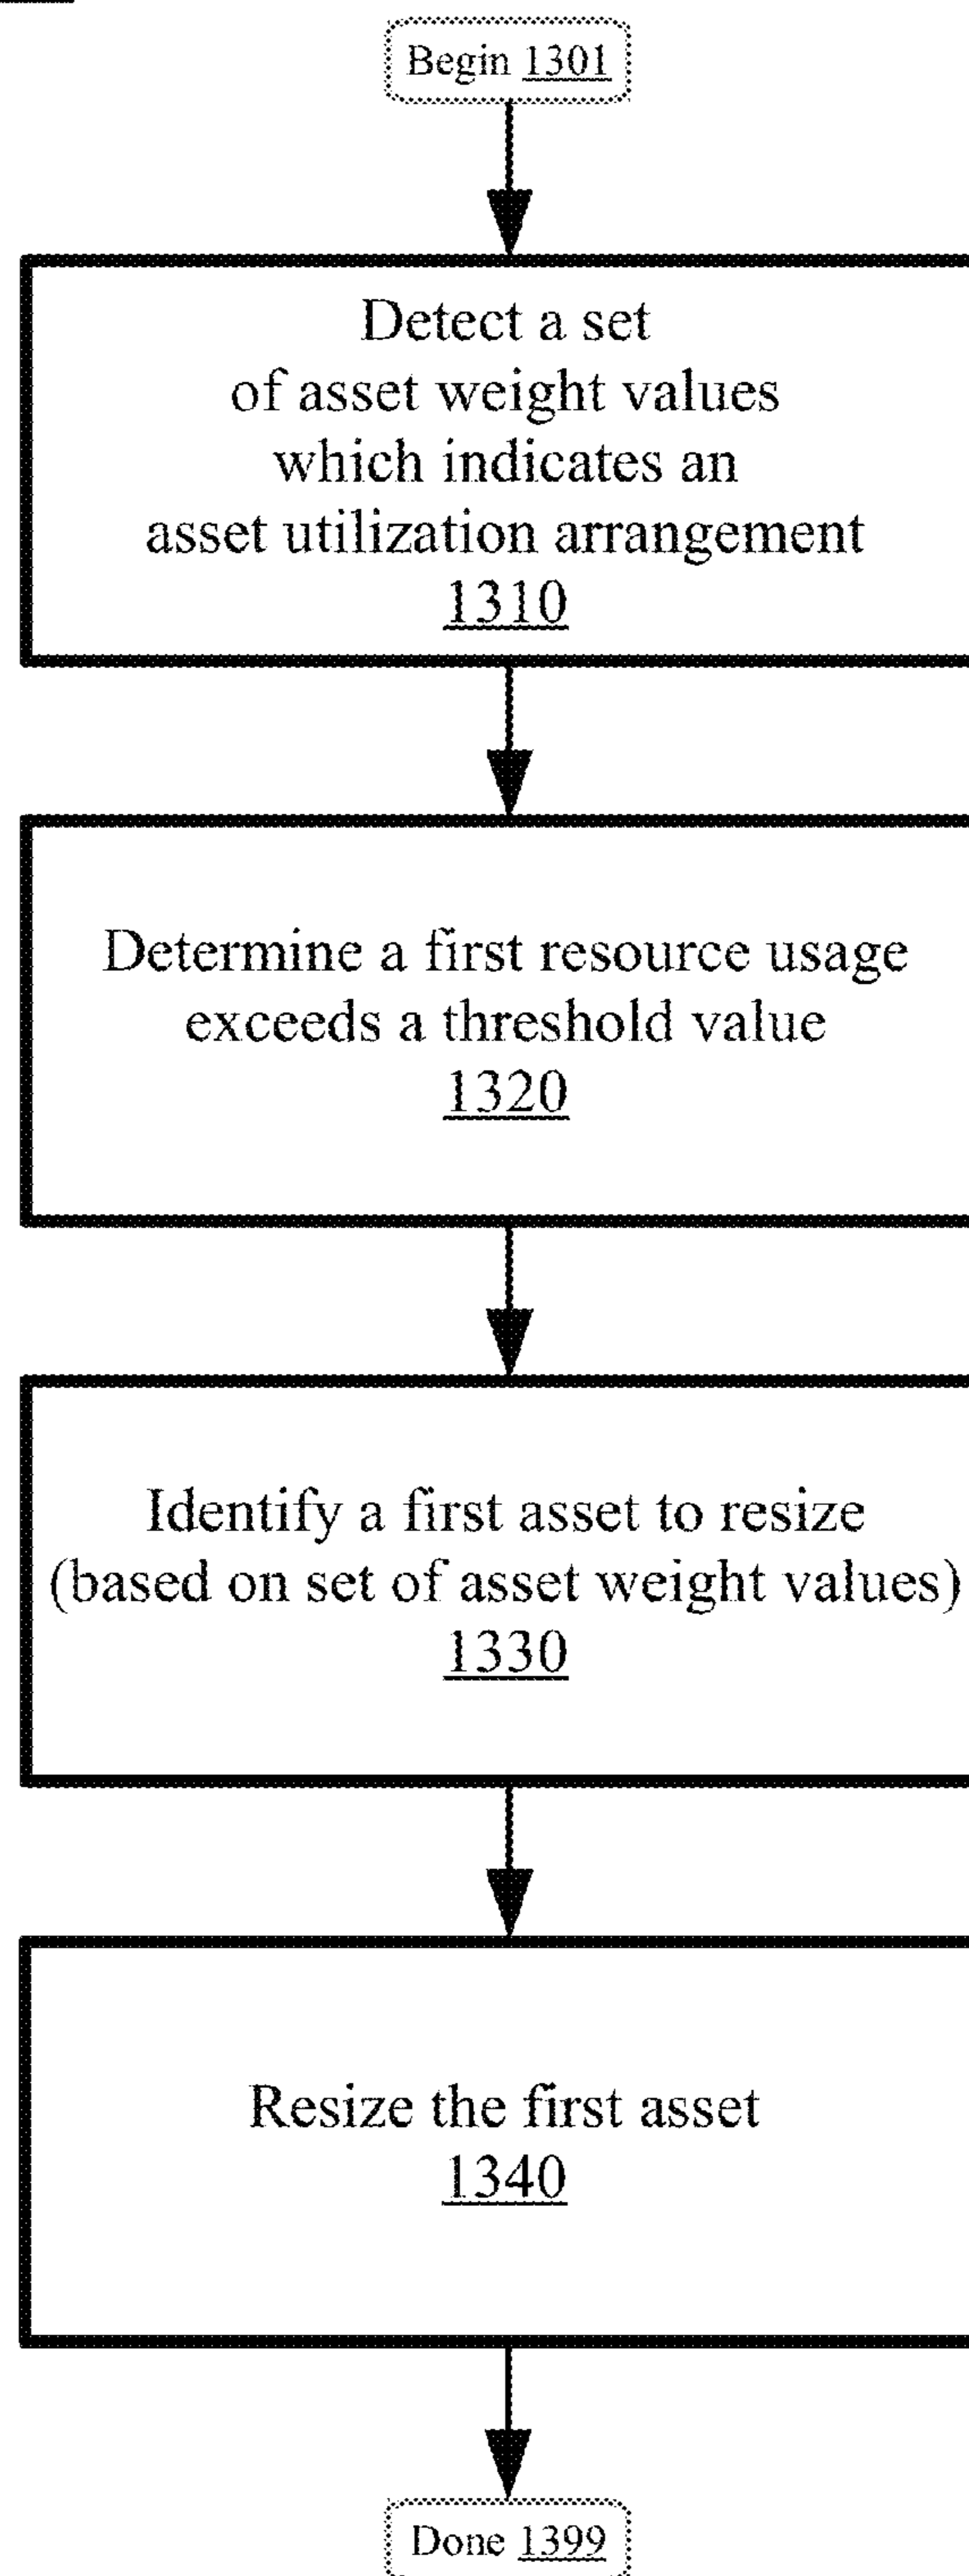 Begin 1301
Detect a set
of asset weight values
which indicates an
asset utilization arrangement
1310
Determine a first resource usage
exceeds a threshold value
1320
Identify a first asset to resize
(based on set of asset weight values)
1330
Resize the first asset
1340
Done 1399